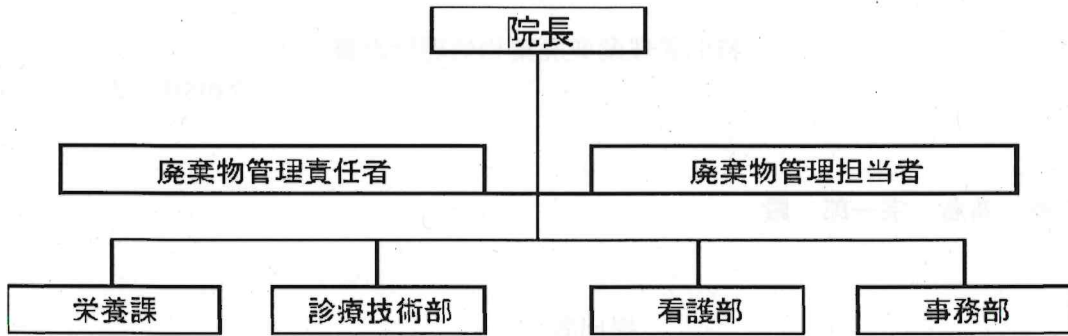 院長
廃棄物管理責任者
廃棄物管理担当者
栄養課
診療技術部
看護部
事務部